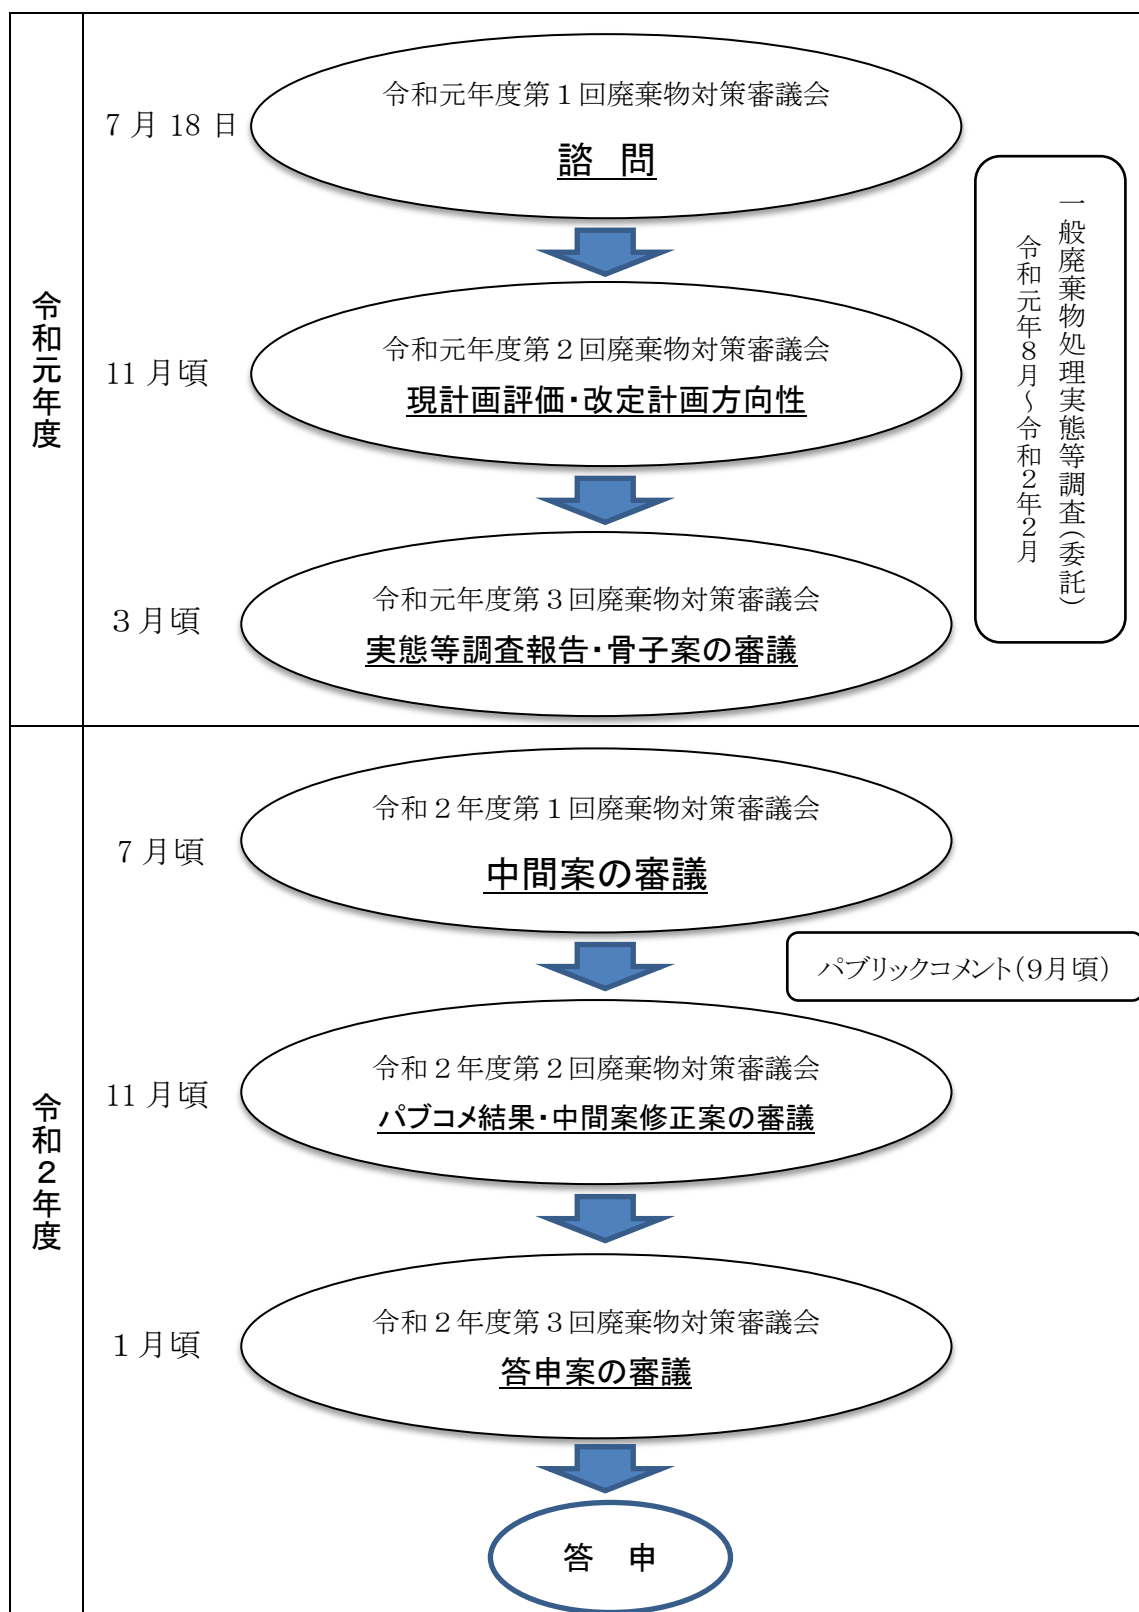 令和元年度
7月18日
令和元年度第１回廃棄物対策審議会
諮　問
一般廃棄物処理実態等調査（委託）
令和元年８月～令和２年２月
11月頃
令和元年度第２回廃棄物対策審議会
現計画評価・改定計画方向性
３月頃
令和元年度第３回廃棄物対策審議会
実態等調査報告・骨子案の審議
令和２年度
7月頃
令和２年度第１回廃棄物対策審議会
中間案の審議
パブリックコメント（９月頃）
11月頃
令和２年度第２回廃棄物対策審議会
パブコメ結果・中間案修正案の審議
１月頃
令和２年度第３回廃棄物対策審議会
答申案の審議
答　申